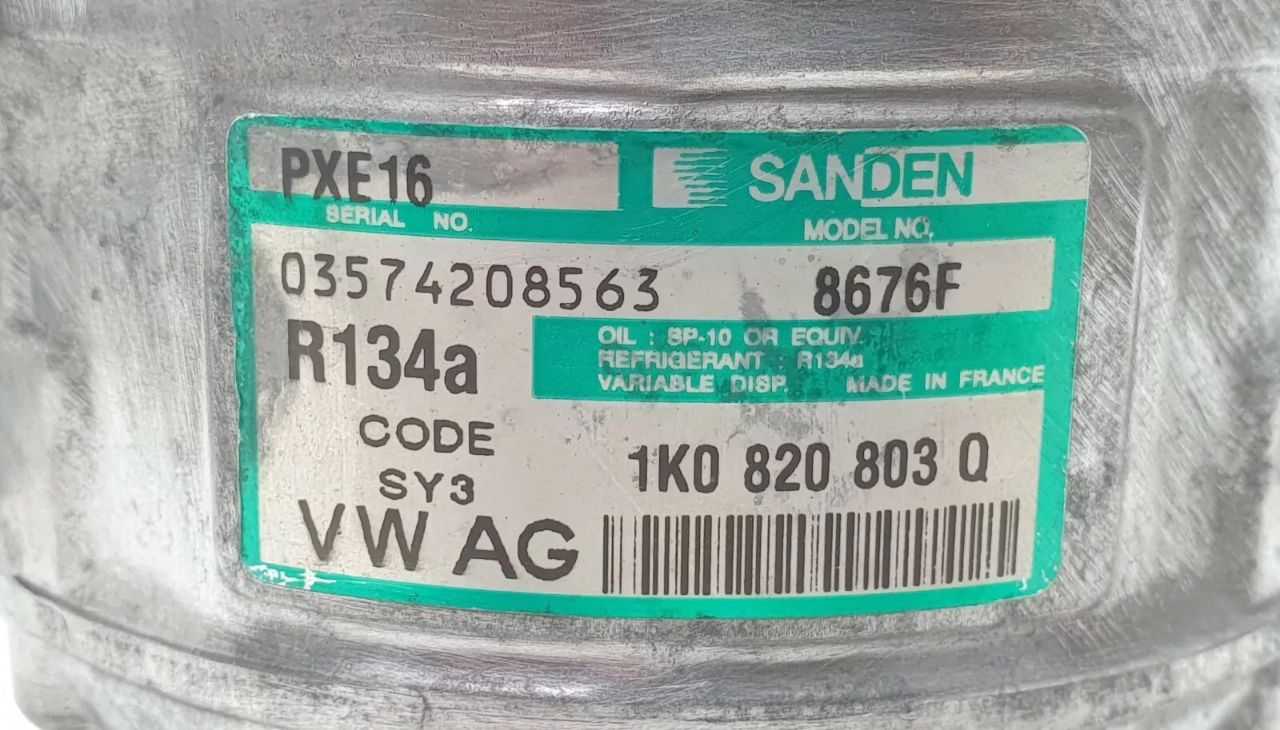 PXE16
SANDEN
SERIAL NO.
MODEL NO.
03574208563
8676F
R134a
OIL : SP-10 OR EQUIV.
REFRIGERANT : R134a
VARIABLE DISP. MADE IN FRANCE
CODE
SY3
1K0 820 803 Q
VW AG